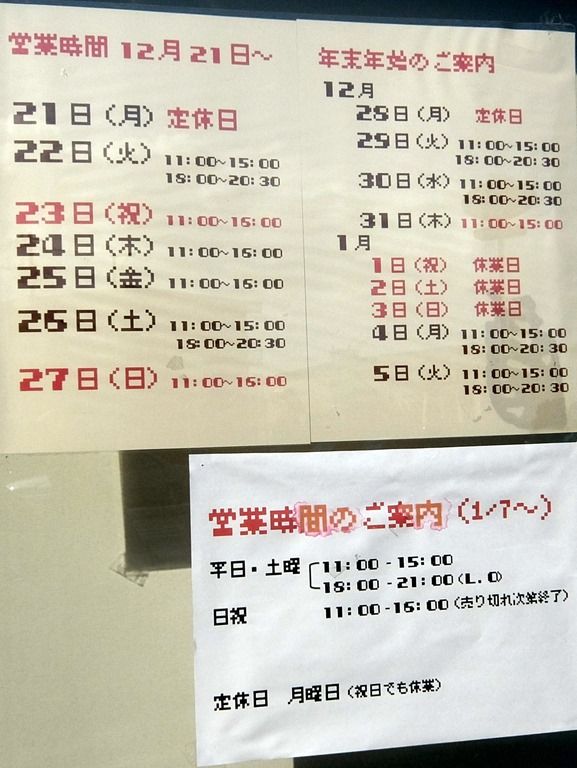 営業時間 12月21日～
21日（月） 定休日
22日（火） 11:00～15:00
18:00～20:30
23日（祝） 11:00～16:00
24日（木） 11:00～16:00
25日（金） 11:00～16:00
26日（土） 11:00～15:00
18:00～20:30
27日（日） 11:00～16:00
年末年始のご案内
12月
28日（月） 定休日
29日（火） 11:00～15:00
18:00～20:30
30日（水） 11:00～15:00
18:00～20:30
31日（木） 11:00～15:00
1月
1日（祝） 休業日
2日（土） 休業日
3日（日） 休業日
4日（月） 11:00～15:00
18:00～20:30
5日（火） 11:00～15:00
18:00～20:30
営業時間のご案内（1/7～）
平日・土曜 11:00-15:00
18:00-21:00(L.O)
日祝 11:00-16:00（売り切れ次第終了）
定休日 月曜日（祝日でも休業）